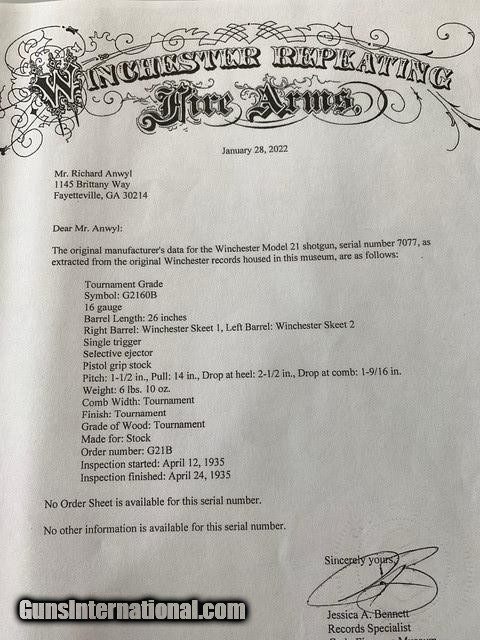 WINCHESTER REPEATING
Fire Arms.
January 28, 2022
Mr. Richard Anwyl
1145 Brittany Way
Fayetteville, GA 30214
Dear Mr. Anwyl:
The original manufacturer's data for the Winchester Model 21 shotgun, serial number 7077, as
extracted from the original Winchester records housed in this museum, are as follows:
Tournament Grade
Symbol: G2160B
16 gauge
Barrel Length: 26 inches
Right Barrel: Winchester Skeet 1, Left Barrel: Winchester Skeet 2
Single trigger
Selective ejector
Pistol grip stock
Pitch: 1-1/2 in., Pull: 14 in., Drop at heel: 2-1/2 in., Drop at comb: 1-9/16 in.
Weight: 6 lbs. 10 oz.
Comb Width: Tournament
Finish: Tournament
Grade of Wood: Tournament
Made for: Stock
Order number: G21B
Inspection started: April 12, 1935
Inspection finished: April 24, 1935
No Order Sheet is available for this serial number.
No other information is available for this serial number.
Sincerely yours,
Jessica A. Bennett
Records Specialist
GunsInternational.com